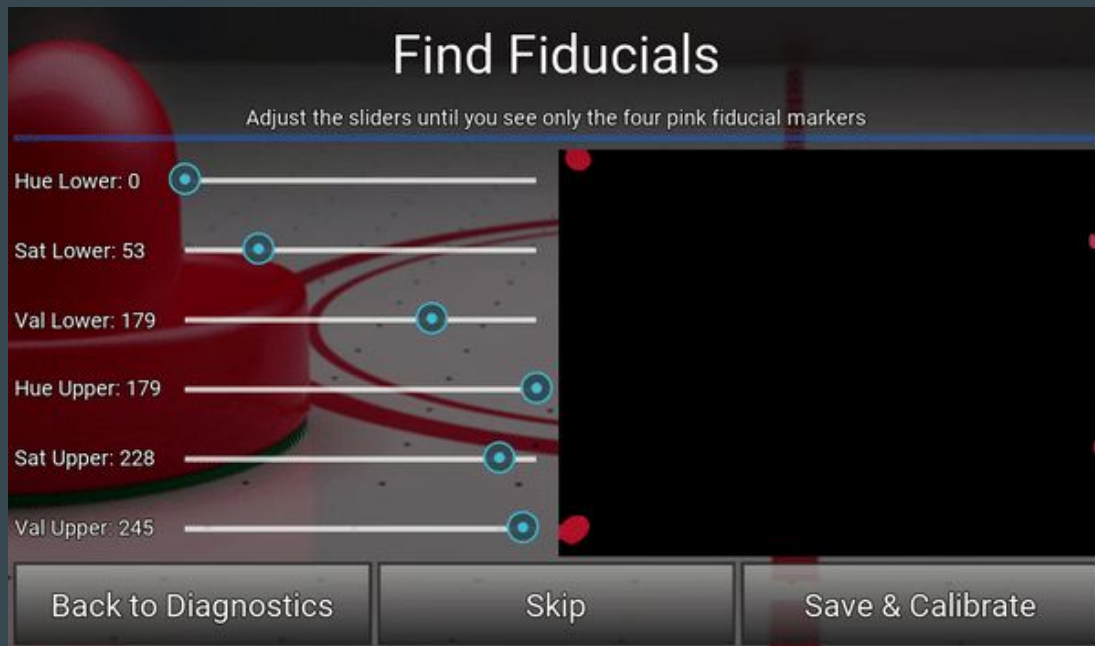 Find Fiducials
Adjust the sliders until you see only the four pink fiducial markers
Hue Lower: 0
Sat Lower: 53
Val Lower: 179
Hue Upper: 179
Sat Upper: 228
Val Upper: 245
Back to Diagnostics
Skip
Save & Calibrate